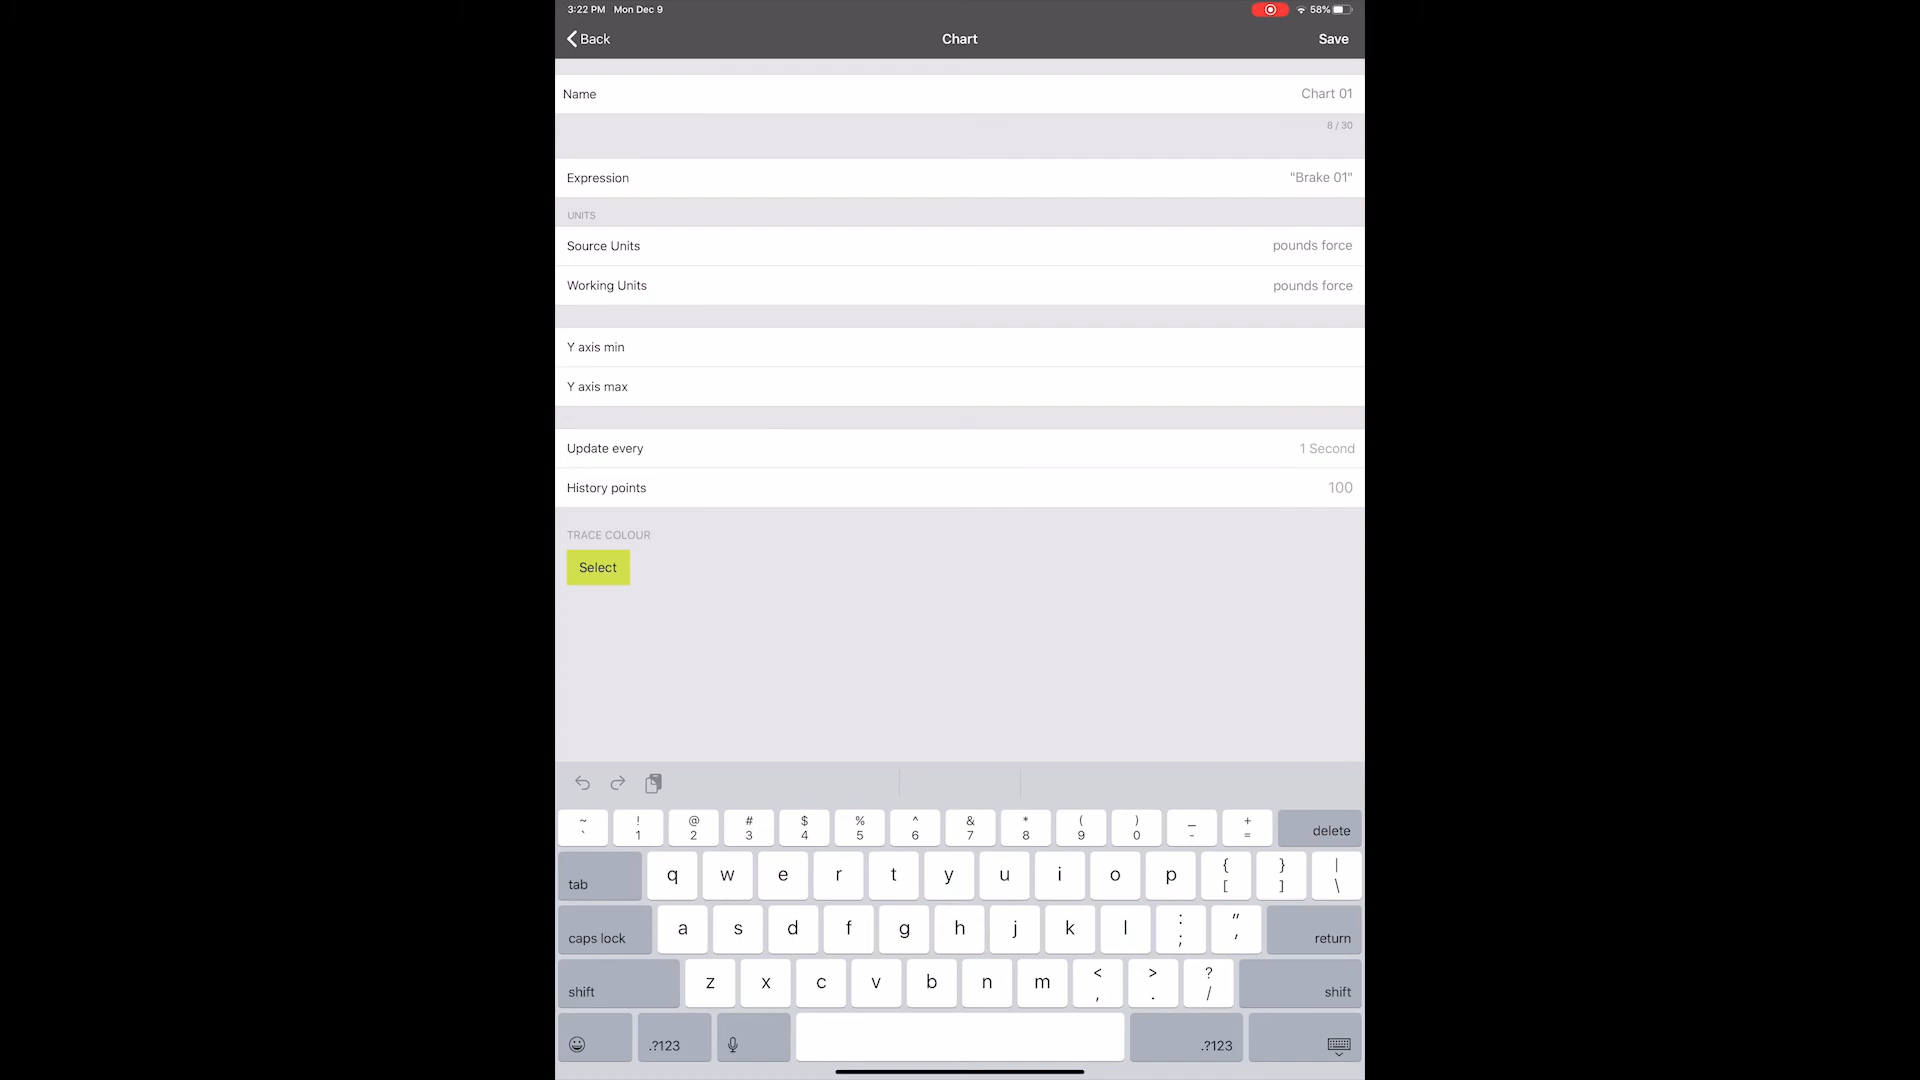 3:22 PM Mon Dec 9 58%
Back Chart Save
Name Chart 01
8 / 30
Expression "Brake 01"
UNITS
Source Units pounds force
Working Units pounds force
Y axis min
Y axis max
Update every 1 Second
History points 100
TRACE COLOUR
Select
~ ! @ # $ % ^ & * ( ) _ +
` 1 2 3 4 5 6 7 8 9 0 - = delete
tab q w e r t y u i o p { [ } ] | \
caps lock a s d f g h j k l : ; " ' return
shift z x c v b n m < , > . ? / shift
.?123 .?123